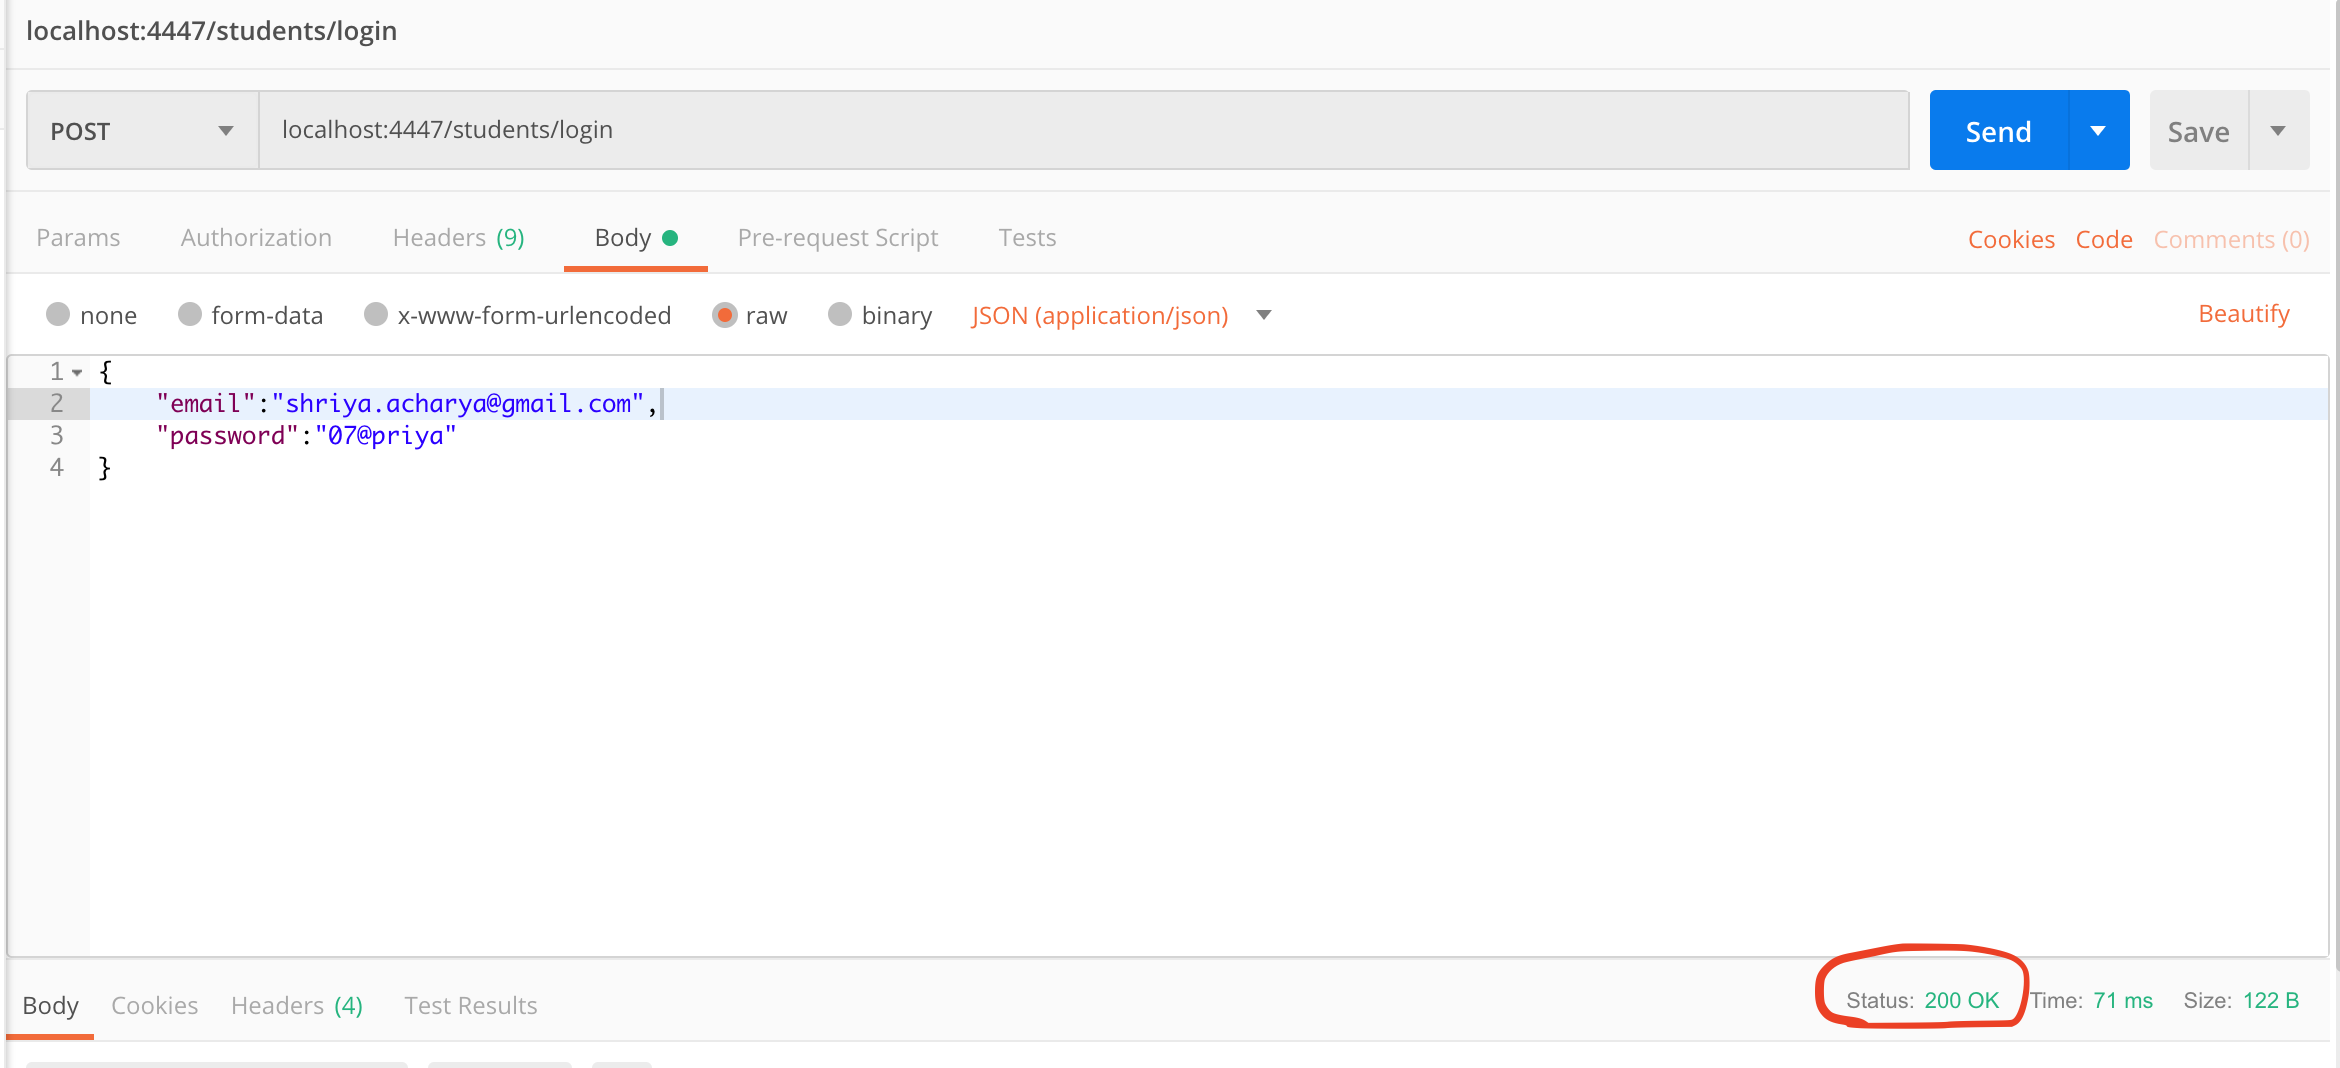 localhost:4447/students/login
POST localhost:4447/students/login Send Save
Params Authorization Headers (9) Body Pre-request Script Tests Cookies Code Comments (0)
none form-data x-www-form-urlencoded raw binary JSON (application/json) Beautify
1 {
2 "email":"shriya.acharya@gmail.com",
3 "password":"07@priya"
4 }
Body Cookies Headers (4) Test Results Status: 200 OK Time: 71 ms Size: 122 B